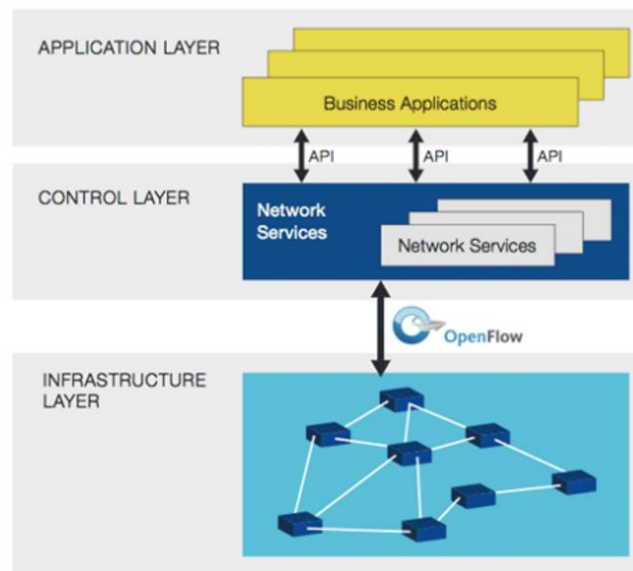 APPLICATION LAYER
Business Applications
API
API
API
CONTROL LAYER
Network
Services
Network Services
OpenFlow
INFRASTRUCTURE
LAYER